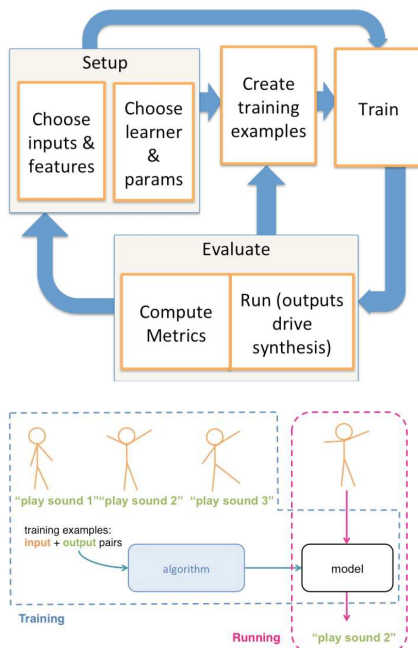 Setup
Choose
inputs &
features
Choose
learner
&
params
Create
training
examples
Train
Evaluate
Compute
Metrics
Run (outputs
drive
synthesis)
“play sound 1” “play sound 2” “play sound 3”
training examples:
input + output pairs
algorithm
model
Training
Running
“play sound 2”